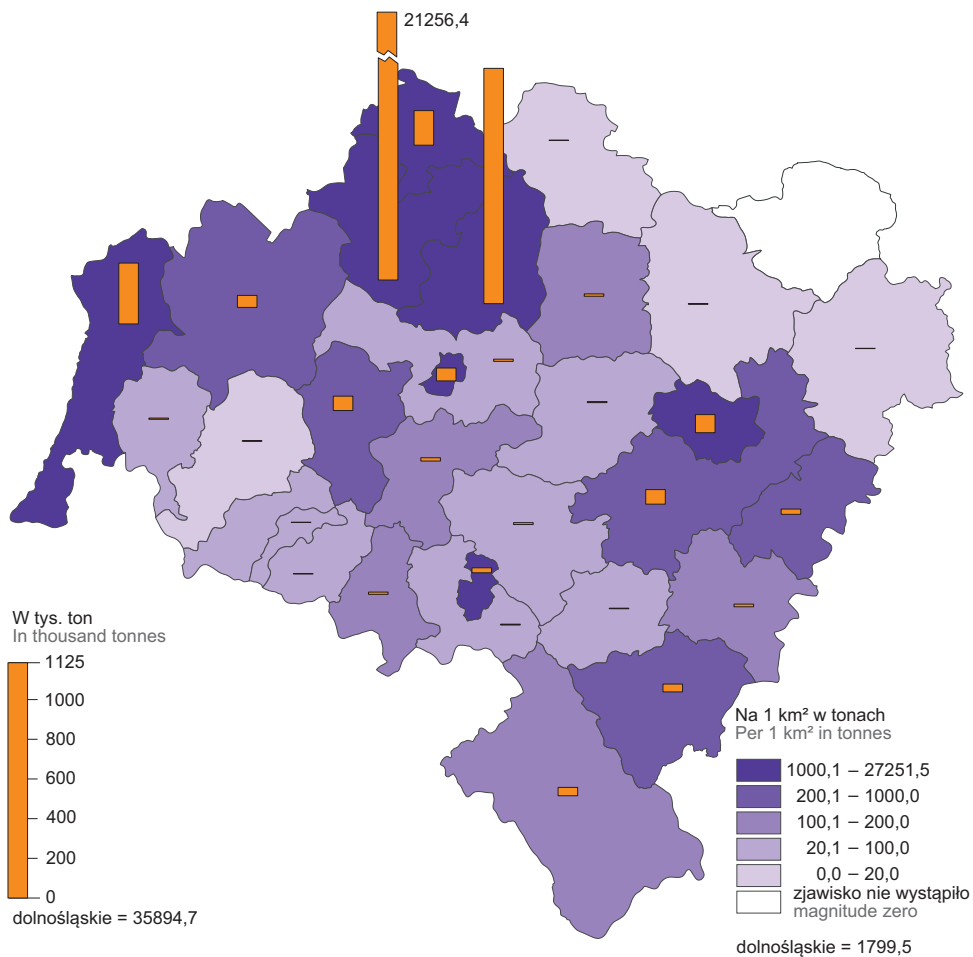 21256,4
W tys. ton
In thousand tonnes
1125
1000
800
600
400
200
0
dolnośląskie = 35894,7
Na 1 km² w tonach
Per 1 km² in tonnes
1000,1 – 27251,5
200,1 – 1000,0
100,1 – 200,0
20,1 – 100,0
0,0 – 20,0
zjawisko nie wystąpiło
magnitude zero
dolnośląskie = 1799,5